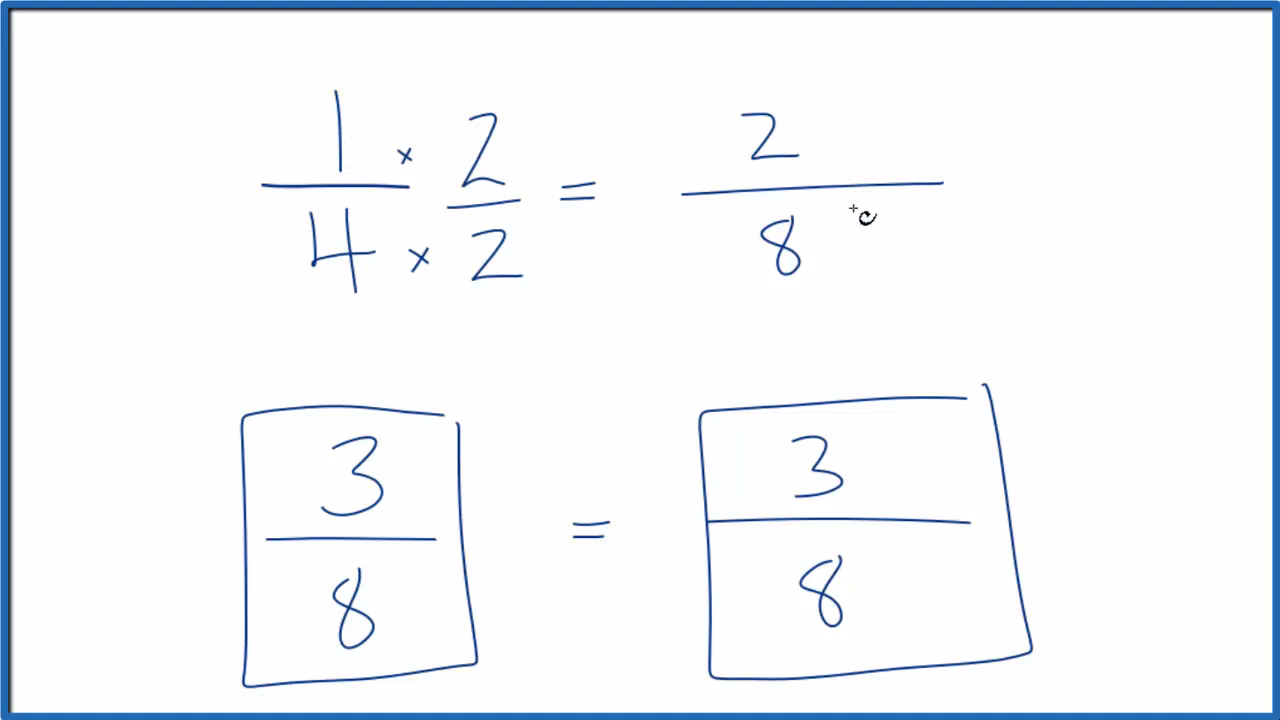 1 × 2 = 2
4 × 2 8
3 = 3
8 8